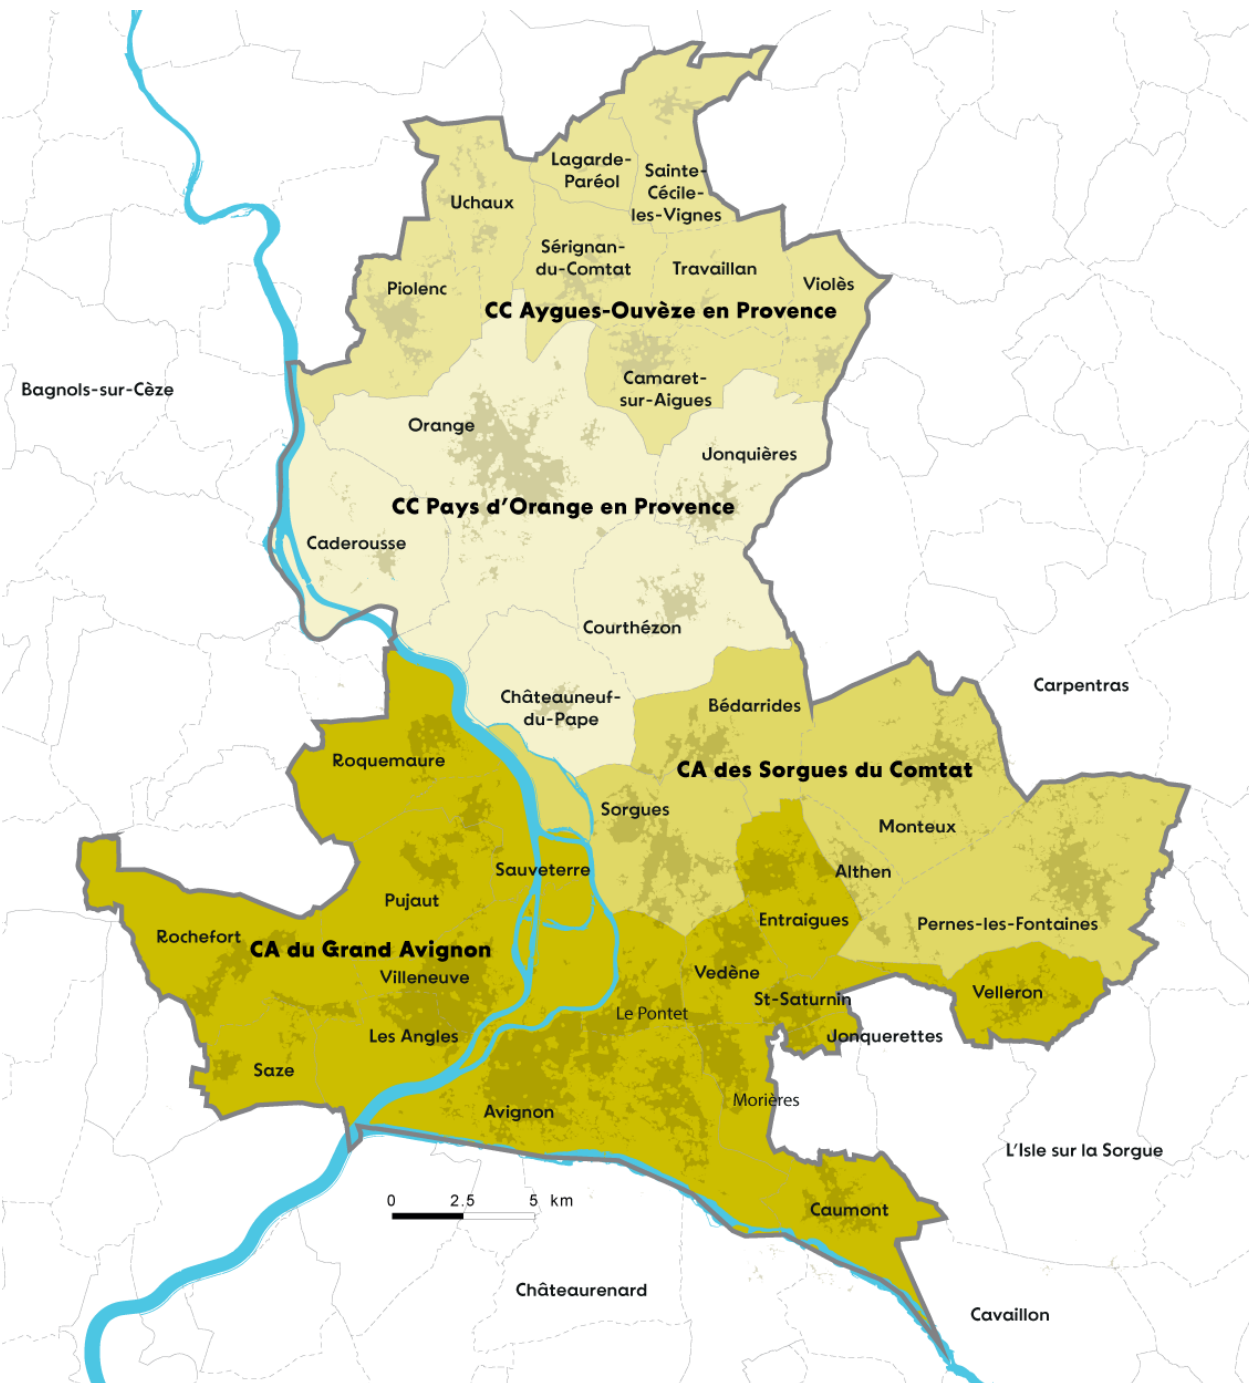 Lagarde-
Paréol
Sainte-
Cécile-
les-Vignes
Uchaux
Sérignan-
du-Comtat
Travaillan
Violès
Piolenc
CC Aygues-Ouvèze en Provence
Bagnols-sur-Cèze
Camaret-
sur-Aigues
Orange
Jonquières
CC Pays d'Orange en Provence
Caderousse
Courthézon
Carpentras
Châteauneuf-
du-Pape
Bédarrides
Roquemaure
CA des Sorgues du Comtat
Sorgues
Monteux
Sauveterre
Althen
Pujaut
Entraigues
Pernes-les-Fontaines
Rochefort
CA du Grand Avignon
Villeneuve
Vedène
Velleron
St-Saturnin
Le Pontet
Les Angles
Jonquerettes
Saze
Avignon
Morières
L'Isle sur la Sorgue
0 2.5 5 km
Caumont
Châteaurenard
Cavaillon